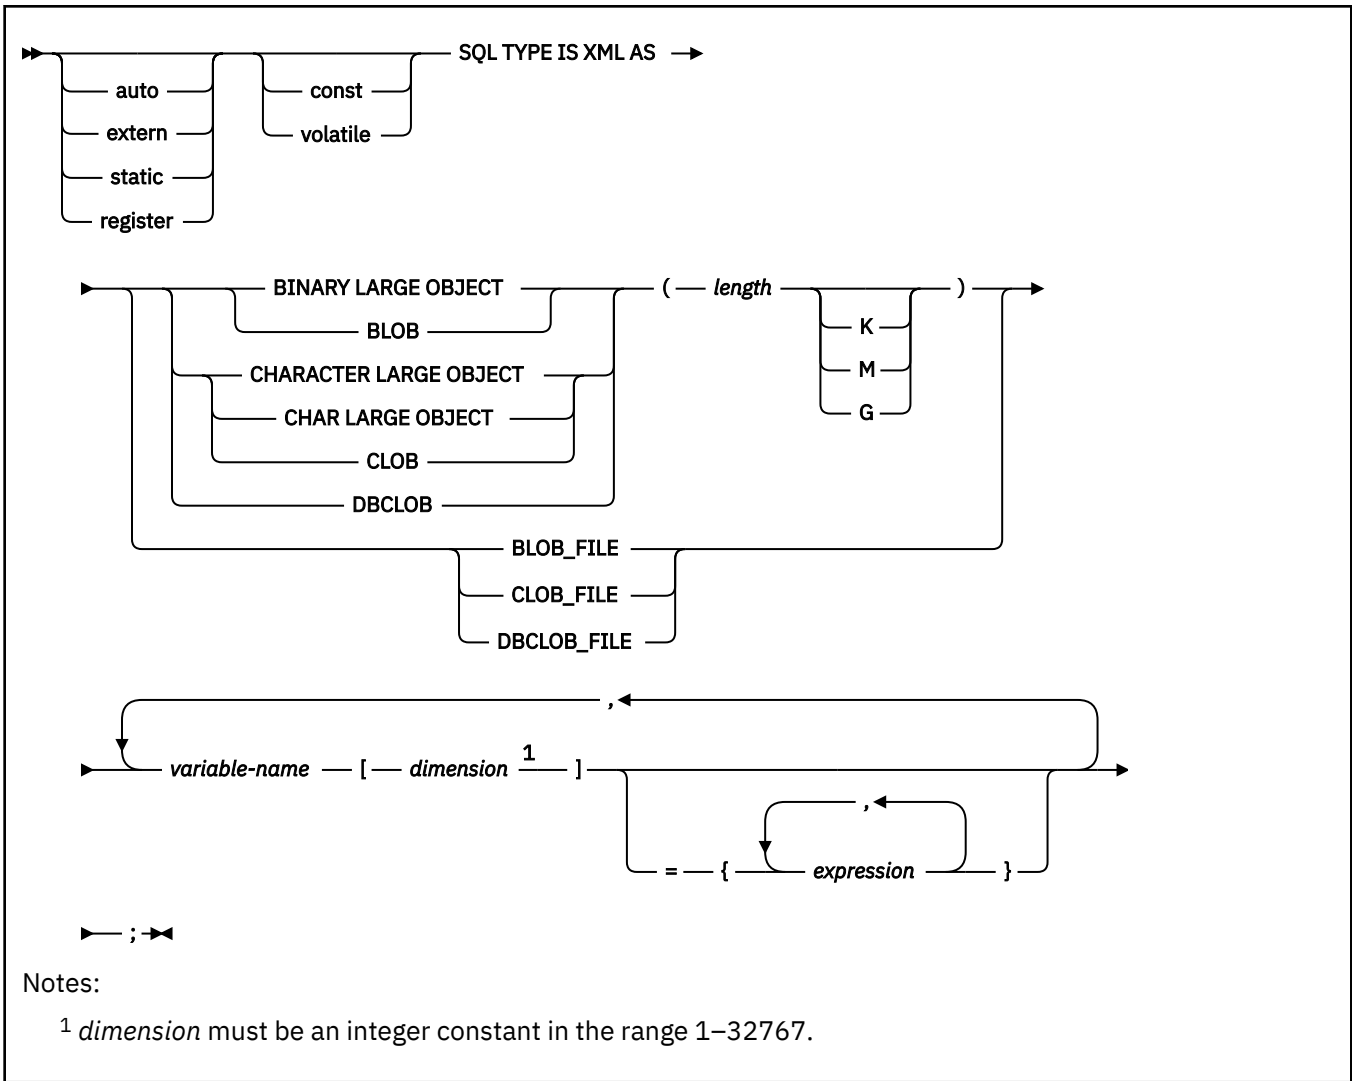 SQL TYPE IS XML AS
auto const
extern volatile
static
register
BINARY LARGE OBJECT ( length )
BLOB K
M
CHARACTER LARGE OBJECT
CHAR LARGE OBJECT G
CLOB
DBCLOB
BLOB_FILE
CLOB_FILE
DBCLOB_FILE
,
variable-name [ dimension 1 ]
,
= { expression }
;
Notes:
1 dimension must be an integer constant in the range 1–32767.